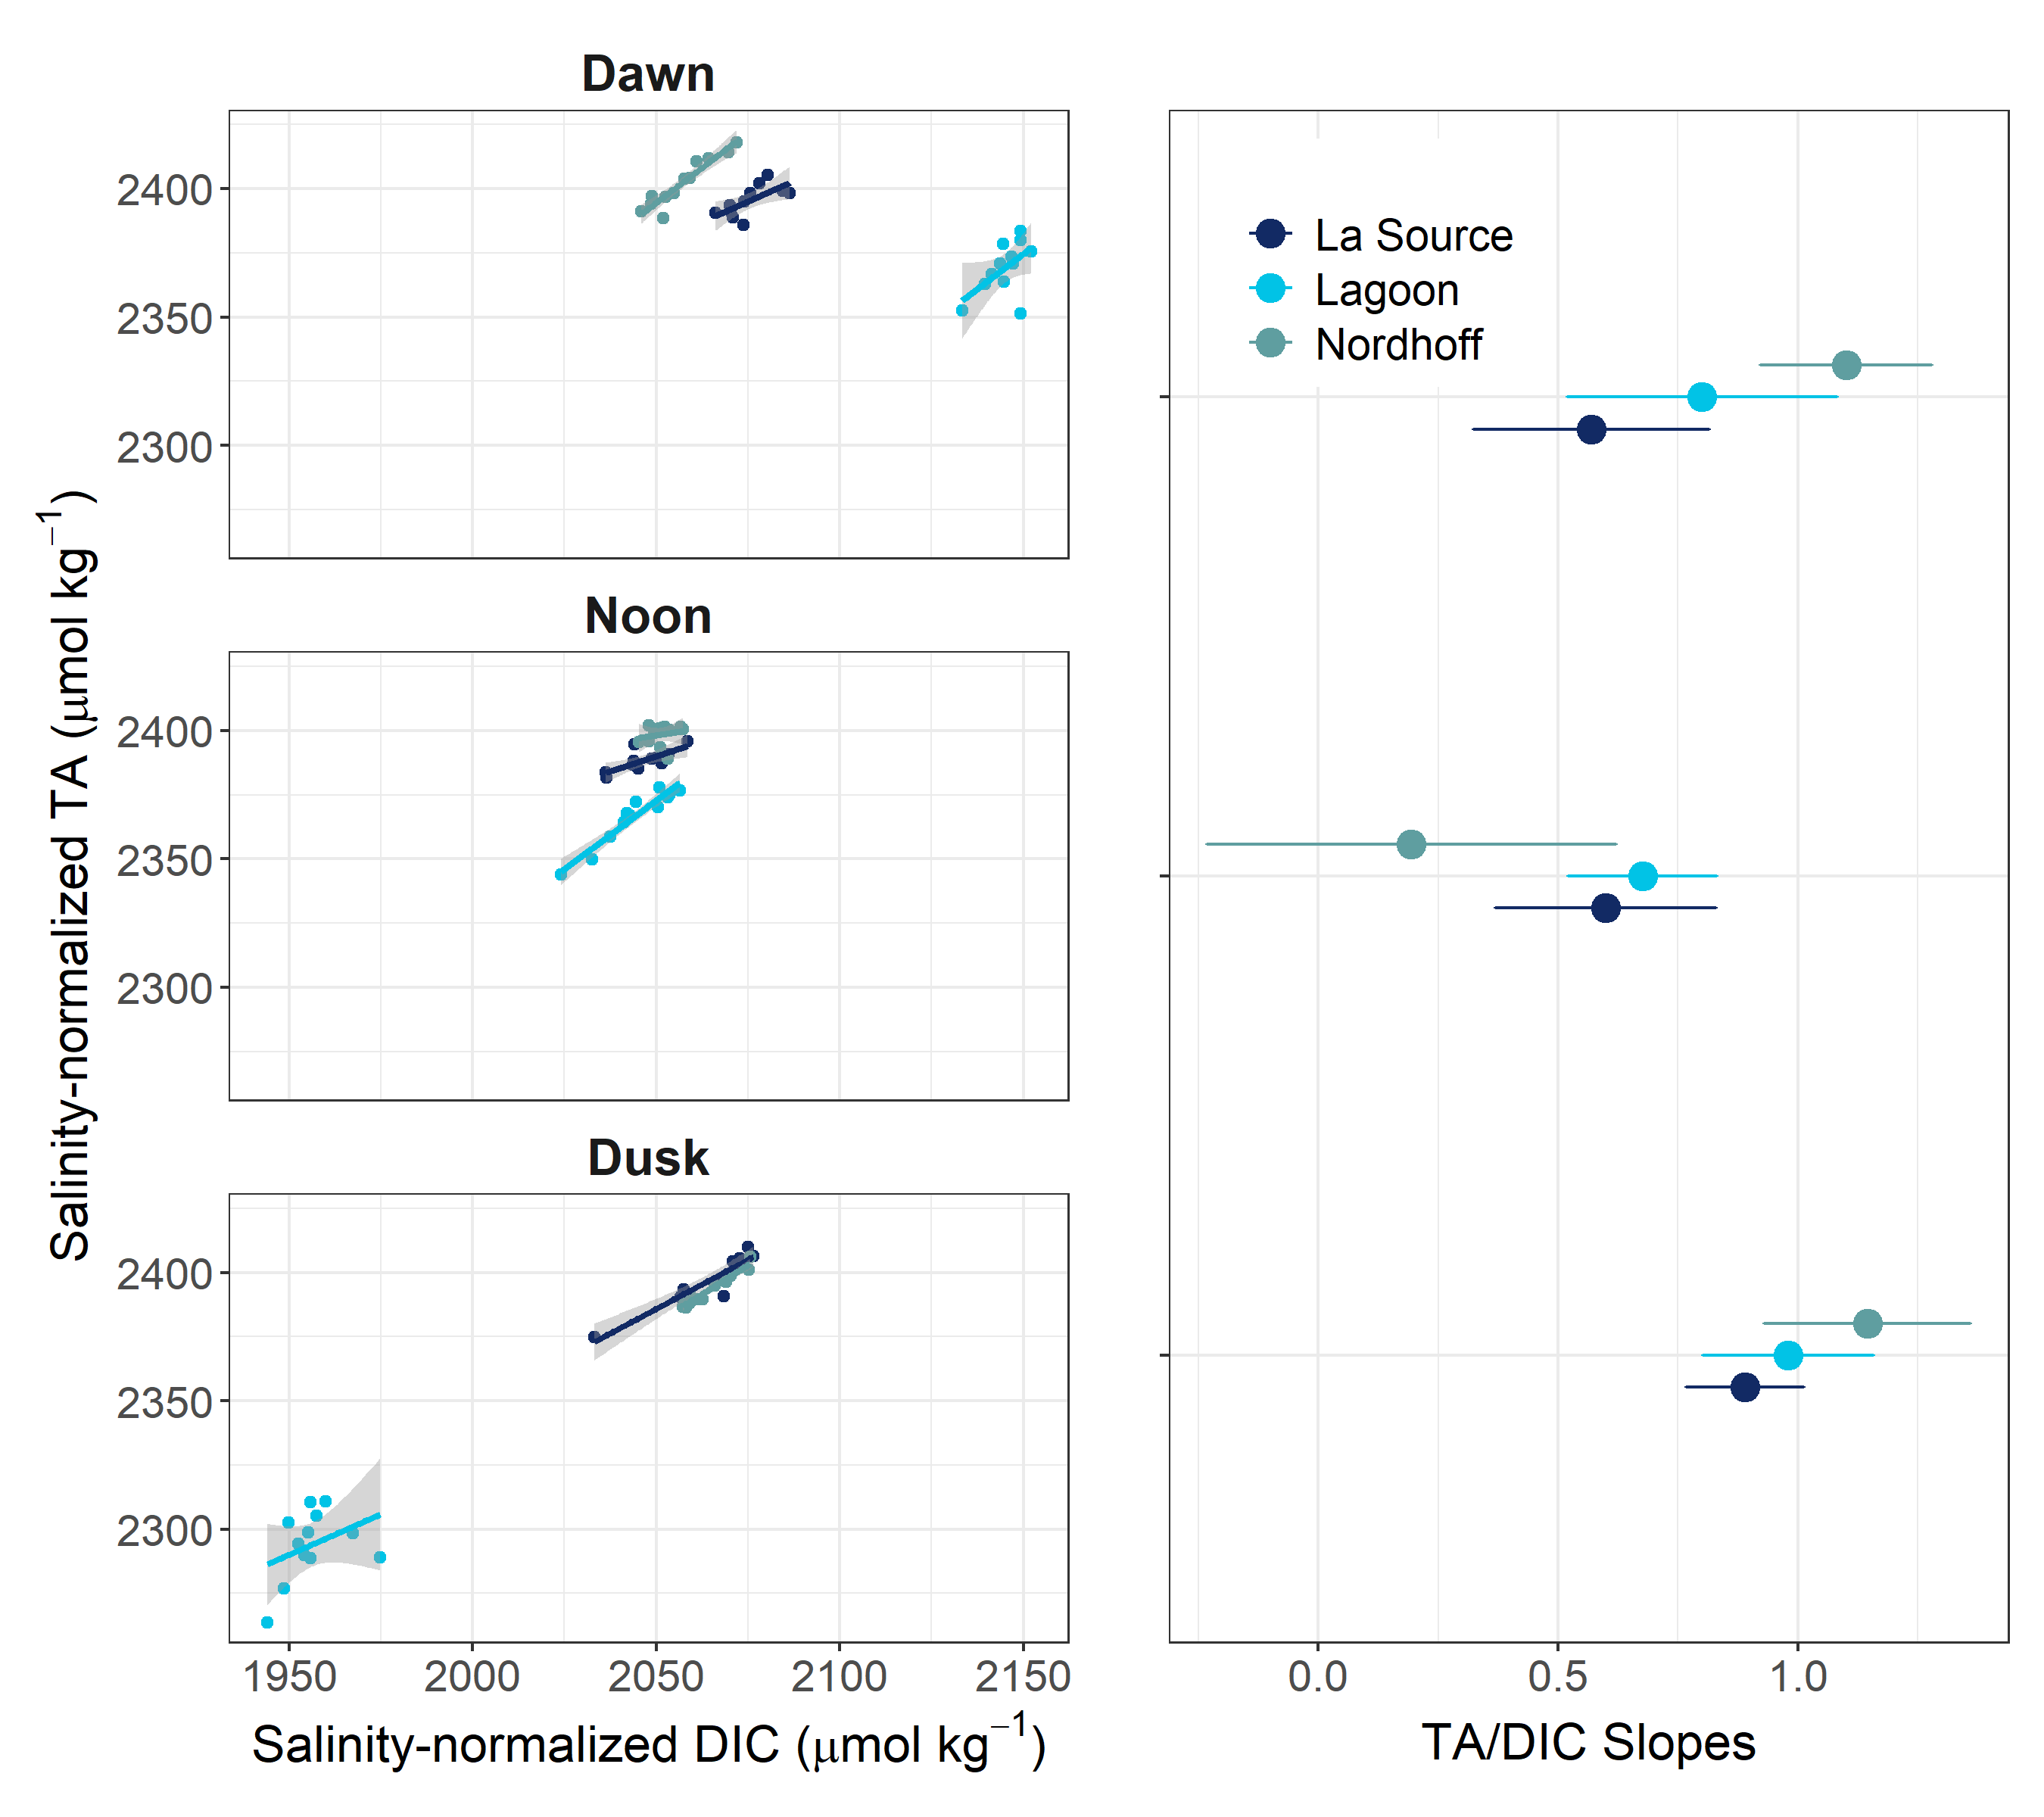 Dawn
2400
2350
2300
Noon
2400
2350
2300
Dusk
2400
2350
2300
1950 2000 2050 2100 2150
Salinity-normalized DIC (μmol kg⁻¹)
Salinity-normalized TA (μmol kg⁻¹)
La Source
Lagoon
Nordhoff
0.0 0.5 1.0
TA/DIC Slopes